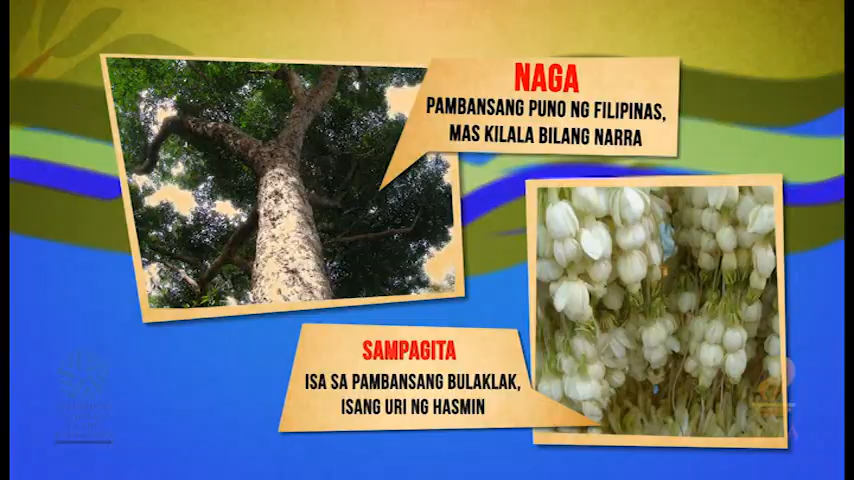 NAGA
PAMBANSANG PUNO NG FILIPINAS,
MAS KILALA BILANG NARRA
SAMPAGITA
ISA SA PAMBANSANG BULAKLAK,
ISANG URI NG HASMIN